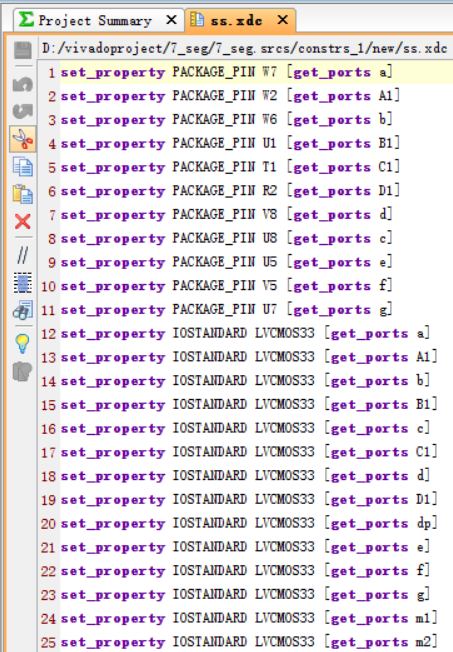 Project Summary × ss.xdc ×
D:/vivadoproject/7_seg/7_seg.srcs/constrs_1/new/ss.xdc
1 set_property PACKAGE_PIN W7 [get_ports a]
2 set_property PACKAGE_PIN W2 [get_ports A1]
3 set_property PACKAGE_PIN W6 [get_ports b]
4 set_property PACKAGE_PIN U1 [get_ports B1]
5 set_property PACKAGE_PIN T1 [get_ports C1]
6 set_property PACKAGE_PIN R2 [get_ports D1]
7 set_property PACKAGE_PIN V8 [get_ports d]
8 set_property PACKAGE_PIN U8 [get_ports c]
9 set_property PACKAGE_PIN U5 [get_ports e]
10 set_property PACKAGE_PIN V5 [get_ports f]
11 set_property PACKAGE_PIN U7 [get_ports g]
12 set_property IOSTANDARD LVCMOS33 [get_ports a]
13 set_property IOSTANDARD LVCMOS33 [get_ports A1]
14 set_property IOSTANDARD LVCMOS33 [get_ports b]
15 set_property IOSTANDARD LVCMOS33 [get_ports B1]
16 set_property IOSTANDARD LVCMOS33 [get_ports c]
17 set_property IOSTANDARD LVCMOS33 [get_ports C1]
18 set_property IOSTANDARD LVCMOS33 [get_ports d]
19 set_property IOSTANDARD LVCMOS33 [get_ports D1]
20 set_property IOSTANDARD LVCMOS33 [get_ports dp]
21 set_property IOSTANDARD LVCMOS33 [get_ports e]
22 set_property IOSTANDARD LVCMOS33 [get_ports f]
23 set_property IOSTANDARD LVCMOS33 [get_ports g]
24 set_property IOSTANDARD LVCMOS33 [get_ports m1]
25 set_property IOSTANDARD LVCMOS33 [get_ports m2]